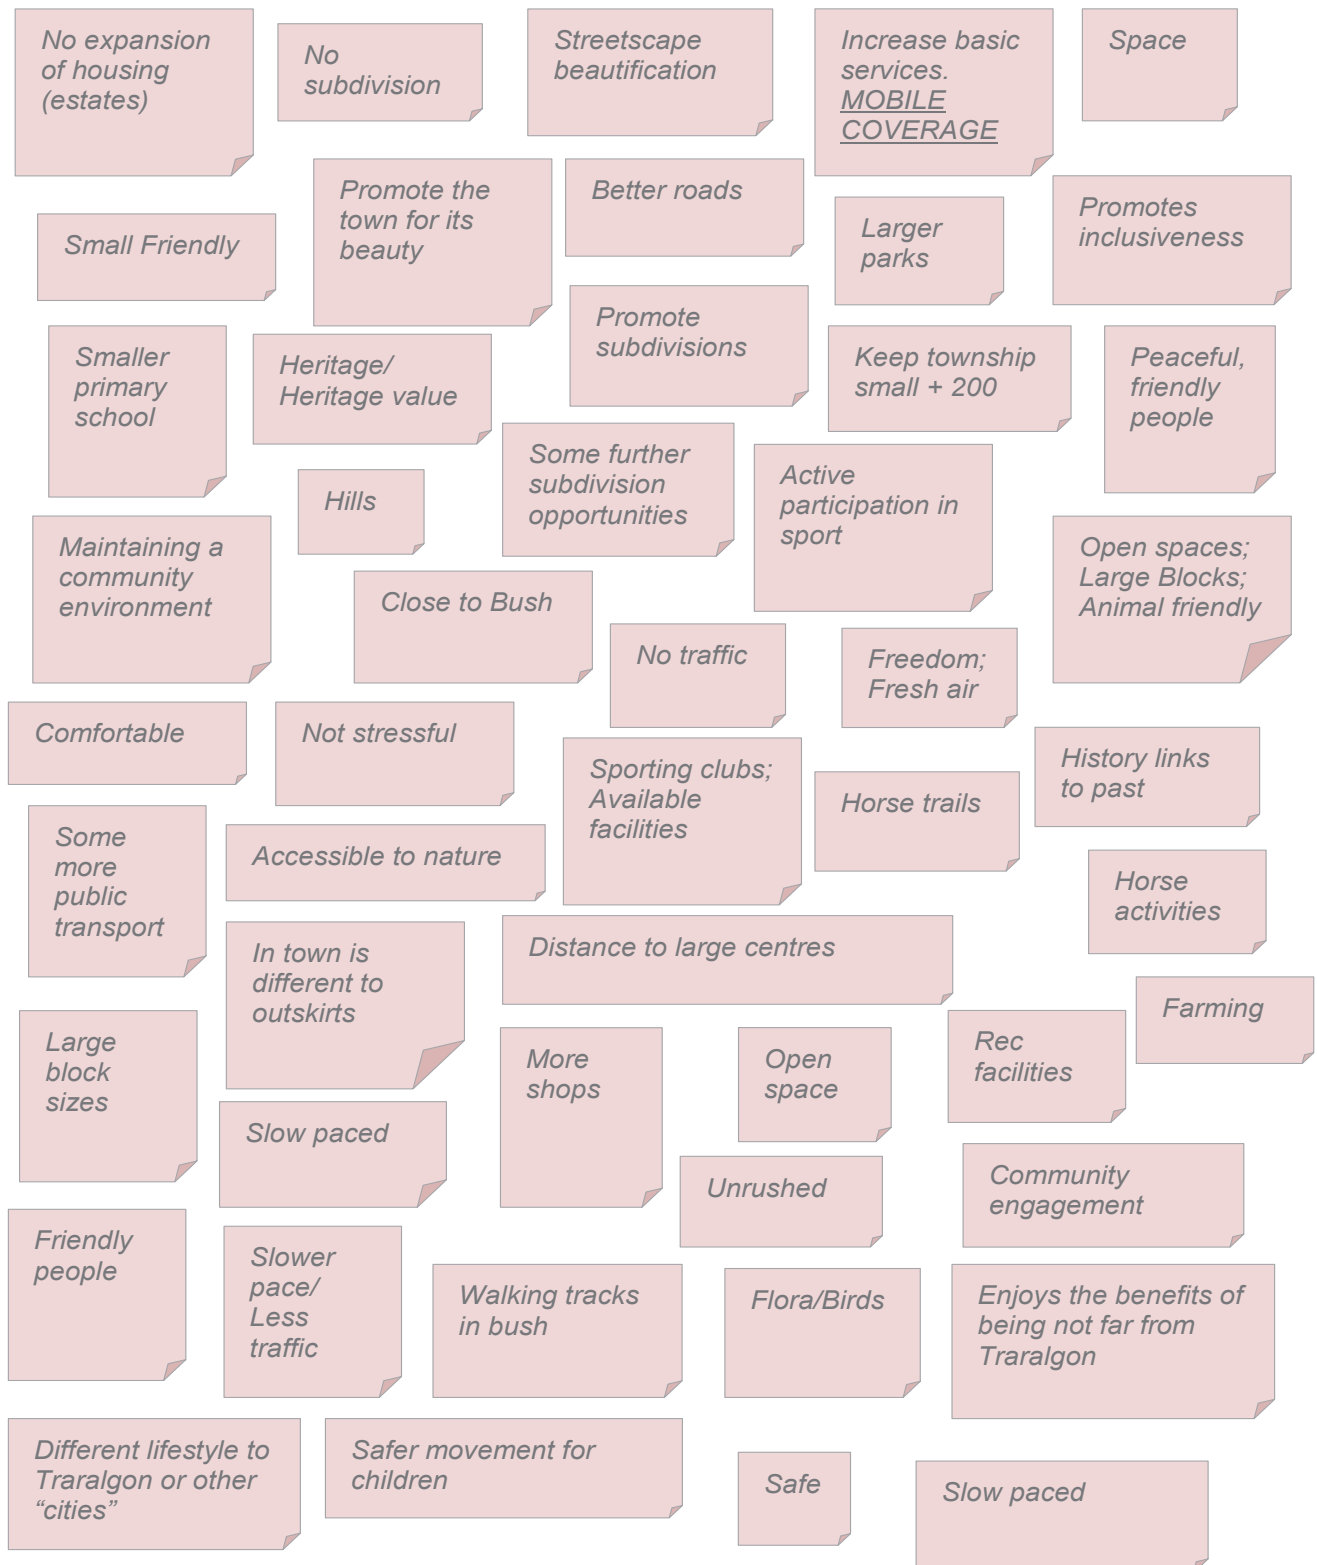 No expansion
of housing
(estates)
No
subdivision
Streetscape
beautification
Increase basic
services.
MOBILE
COVERAGE
Space
Small Friendly
Promote the
town for its
beauty
Better roads
Larger
parks
Promotes
inclusiveness
Smaller
primary
school
Heritage/
Heritage value
Promote
subdivisions
Keep township
small + 200
Peaceful,
friendly
people
Hills
Some further
subdivision
opportunities
Active
participation in
sport
Maintaining a
community
environment
Close to Bush
No traffic
Freedom;
Fresh air
Open spaces;
Large Blocks;
Animal friendly
Comfortable
Not stressful
Sporting clubs;
Available
facilities
Horse trails
History links
to past
Some
more
public
transport
Accessible to nature
Horse
activities
In town is
different to
outskirts
Distance to large centres
Farming
Large
block
sizes
More
shops
Open
space
Rec
facilities
Slow paced
Unrushed
Community
engagement
Friendly
people
Slower
pace/
Less
traffic
Walking tracks
in bush
Flora/Birds
Enjoys the benefits of
being not far from
Traralgon
Different lifestyle to
Traralgon or other
“cities”
Safer movement for
children
Safe
Slow paced